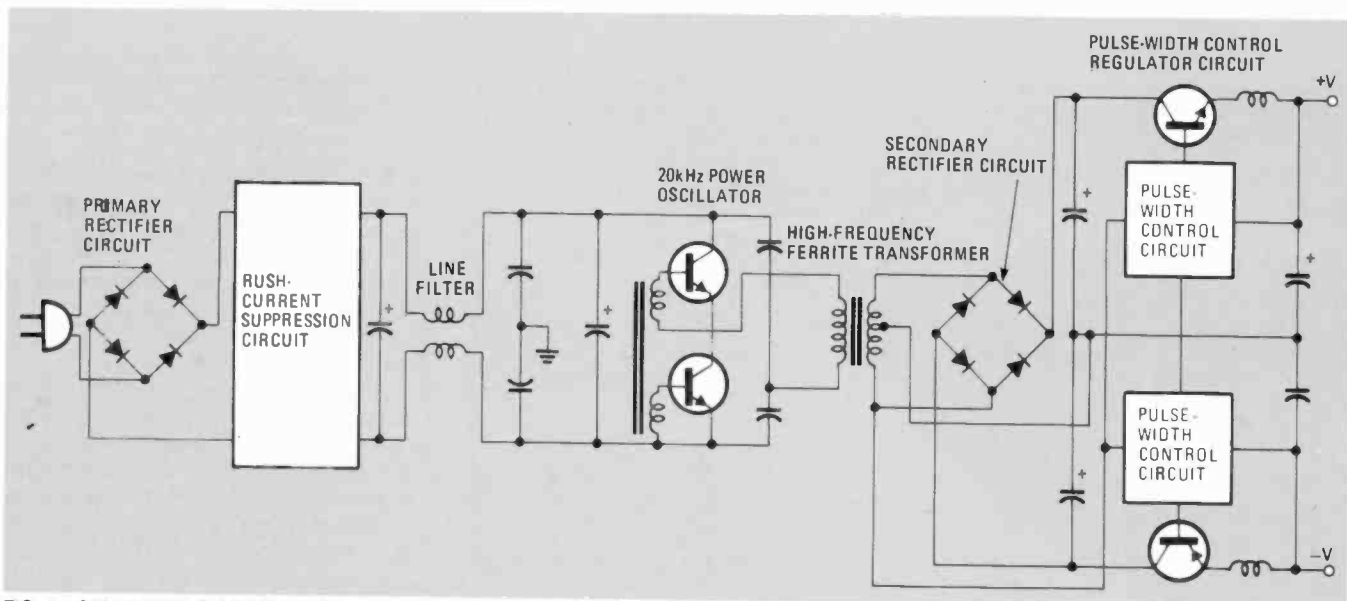 PULSE-WIDTH CONTROL
REGULATOR CIRCUIT
+V
SECONDARY
RECTIFIER CIRCUIT
20kHz POWER
OSCILLATOR
PRIMARY
RECTIFIER
CIRCUIT
HIGH-FREQUENCY
FERRITE TRANSFORMER
LINE
FILTER
RUSH-
CURRENT
SUPPRESSION
CIRCUIT
PULSE-
WIDTH
CONTROL
CIRCUIT
PULSE-
WIDTH
CONTROL
CIRCUIT
-V